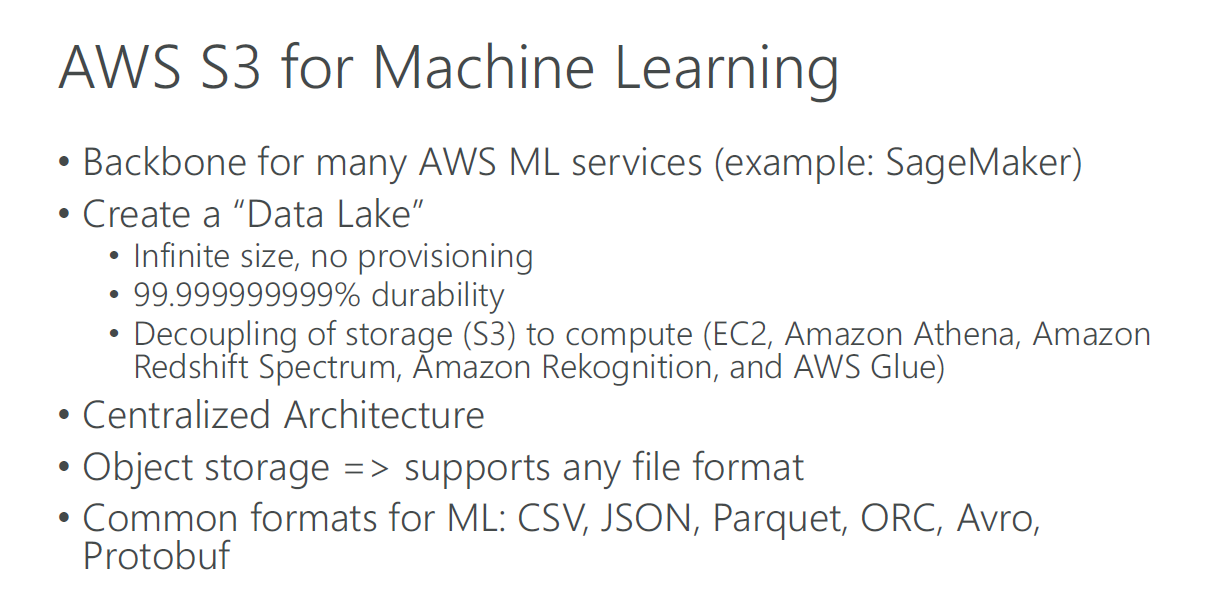 AWS S3 for Machine Learning
• Backbone for many AWS ML services (example: SageMaker)
• Create a “Data Lake”
• Infinite size, no provisioning
• 99.999999999% durability
• Decoupling of storage (S3) to compute (EC2, Amazon Athena, Amazon
Redshift Spectrum, Amazon Rekognition, and AWS Glue)
• Centralized Architecture
• Object storage => supports any file format
• Common formats for ML: CSV, JSON, Parquet, ORC, Avro,
Protobuf